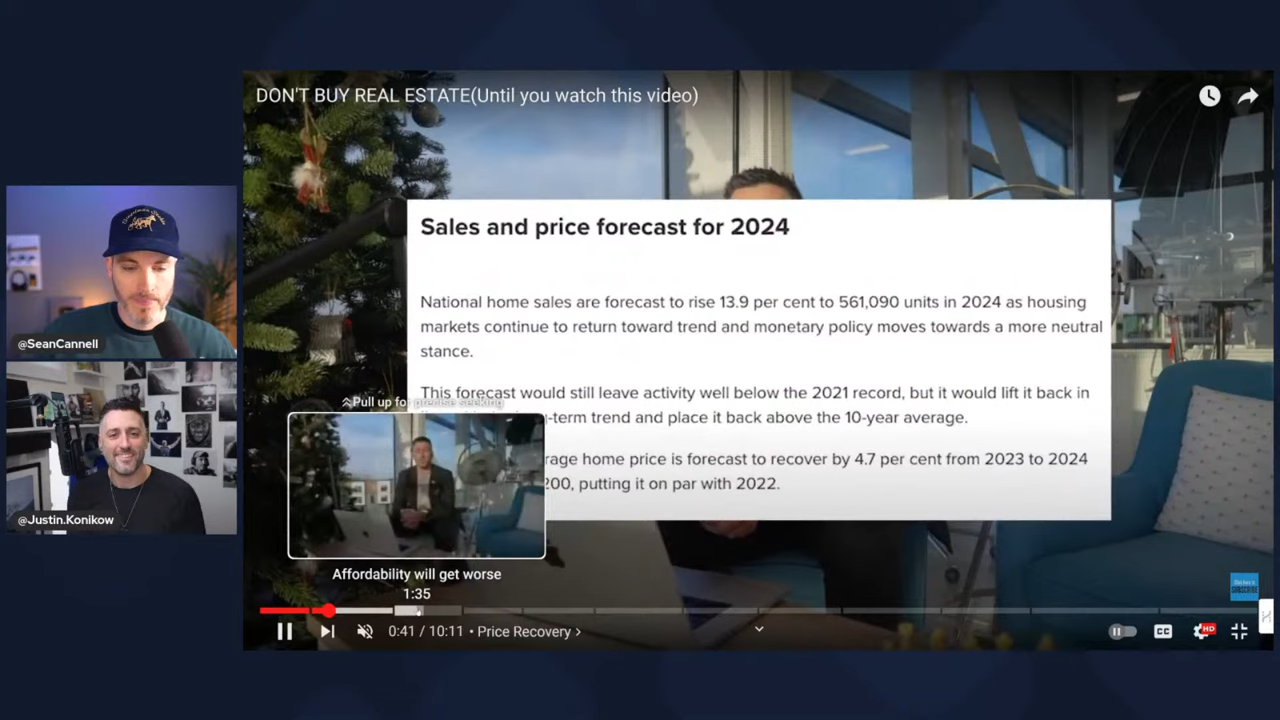 DON'T BUY REAL ESTATE(Until you watch this video)
Sales and price forecast for 2024
National home sales are forecast to rise 13.9 per cent to 561,090 units in 2024 as housing
markets continue to return toward trend and monetary policy moves towards a more neutral
stance.
This forecast would still leave activity well below the 2021 record, but it would lift it back in
Pull up for precise seeking
-term trend and place it back above the 10-year average.
rage home price is forecast to recover by 4.7 per cent from 2023 to 2024
200, putting it on par with 2022.
@SeanCannell
@Justin.Konikow
Affordability will get worse
1:35
0:41 / 10:11 • Price Recovery
CC
HD
SUBSCRIBE